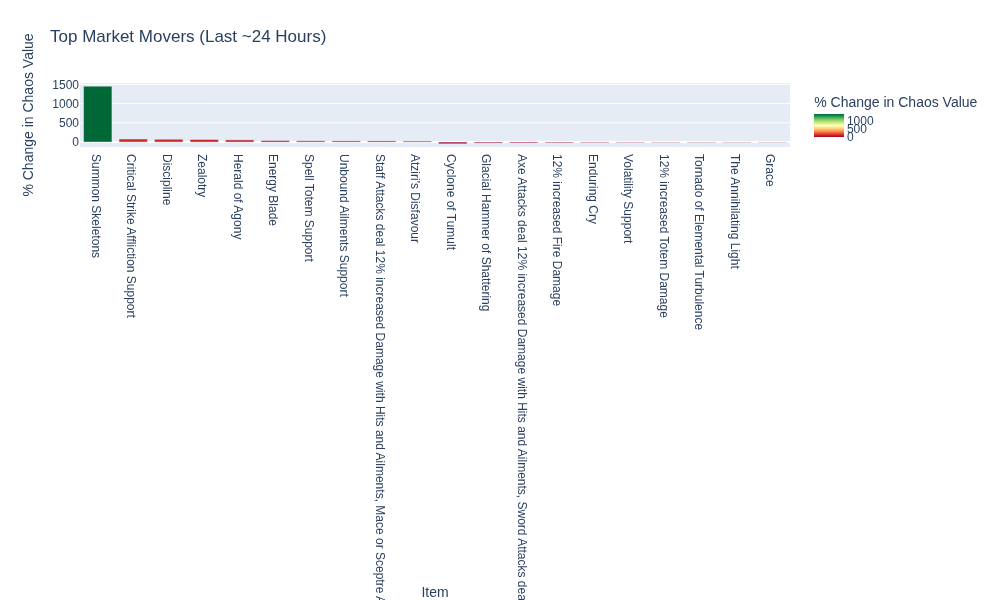 Top Market Movers (Last ~24 Hours)
% Change in Chaos Value
1500
1000
500
0
Summon Skeletons
Critical Strike Affliction Support
Discipline
Zealotry
Herald of Agony
Energy Blade
Spell Totem Support
Unbound Ailments Support
Staff Attacks deal 12% increased Damage with Hits and Ailments, Mace or Sceptre
Atziri's Disfavour
Cyclone of Tumult
Glacial Hammer of Shattering
Axe Attacks deal 12% increased Damage with Hits and Ailments, Sword Attacks dea
12% increased Fire Damage
Enduring Cry
Volatility Support
12% increased Totem Damage
Tornado of Elemental Turbulence
The Annihilating Light
Grace
Item
% Change in Chaos Value
1000
500
0